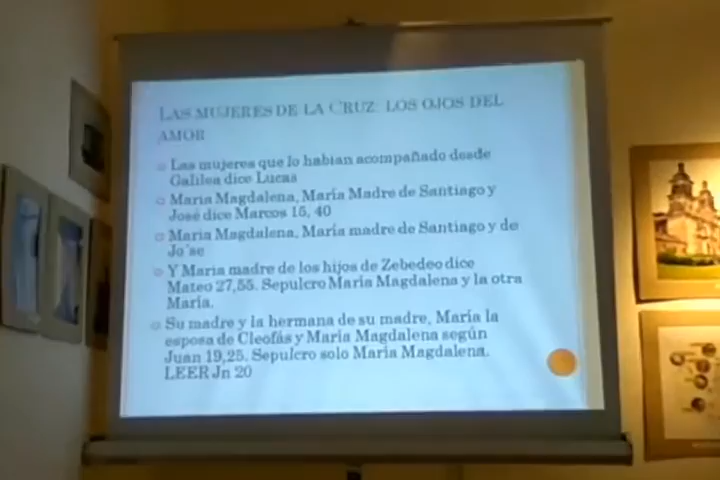 LAS MUJERES DE LA CRUZ: LOS OJOS DEL
AMOR
Las mujeres que lo habian acompañado desde
Galilea dice Lucas
Maria Magdalena, María Madre de Santiago y
José dice Marcos 15, 40
Maria Magdalena, María madre de Santiago y de
Jo´se
Y Maria madre de los hijos de Zebedeo dice
Mateo 27,55. Sepulcro María Magdalena y la otra
María.
Su madre y la hermana de su madre, María la
esposa de Cleofás y María Magdalena según
Juan 19,25. Sepulcro solo María Magdalena.
LEER Jn 20